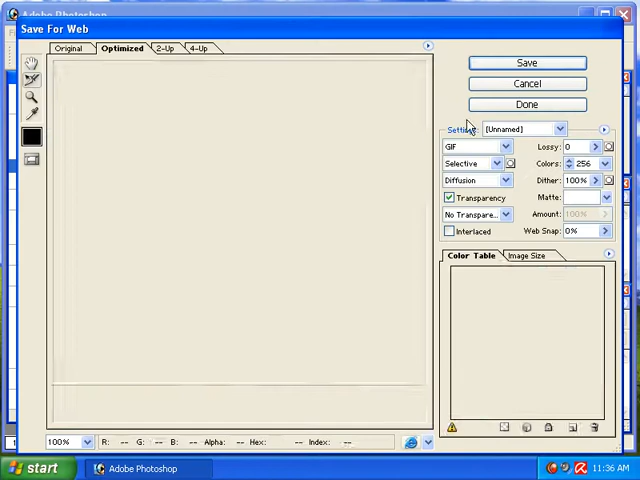 Adobe Photoshop
Save For Web
Original
Optimized
2-Up
4-Up
Save
Cancel
Done
[Unnamed]
GIF
Lossy: 0
Selective
Colors: 256
Diffusion
Dither: 100%
Transparency
Matte:
No Transpare...
Amount: 100%
Interlaced
Web Snap: 0%
Color Table
Image Size
100%
R: -- G: -- B: -- Alpha: -- Hex: -- Index: --
start
Adobe Photoshop
11:36 AM